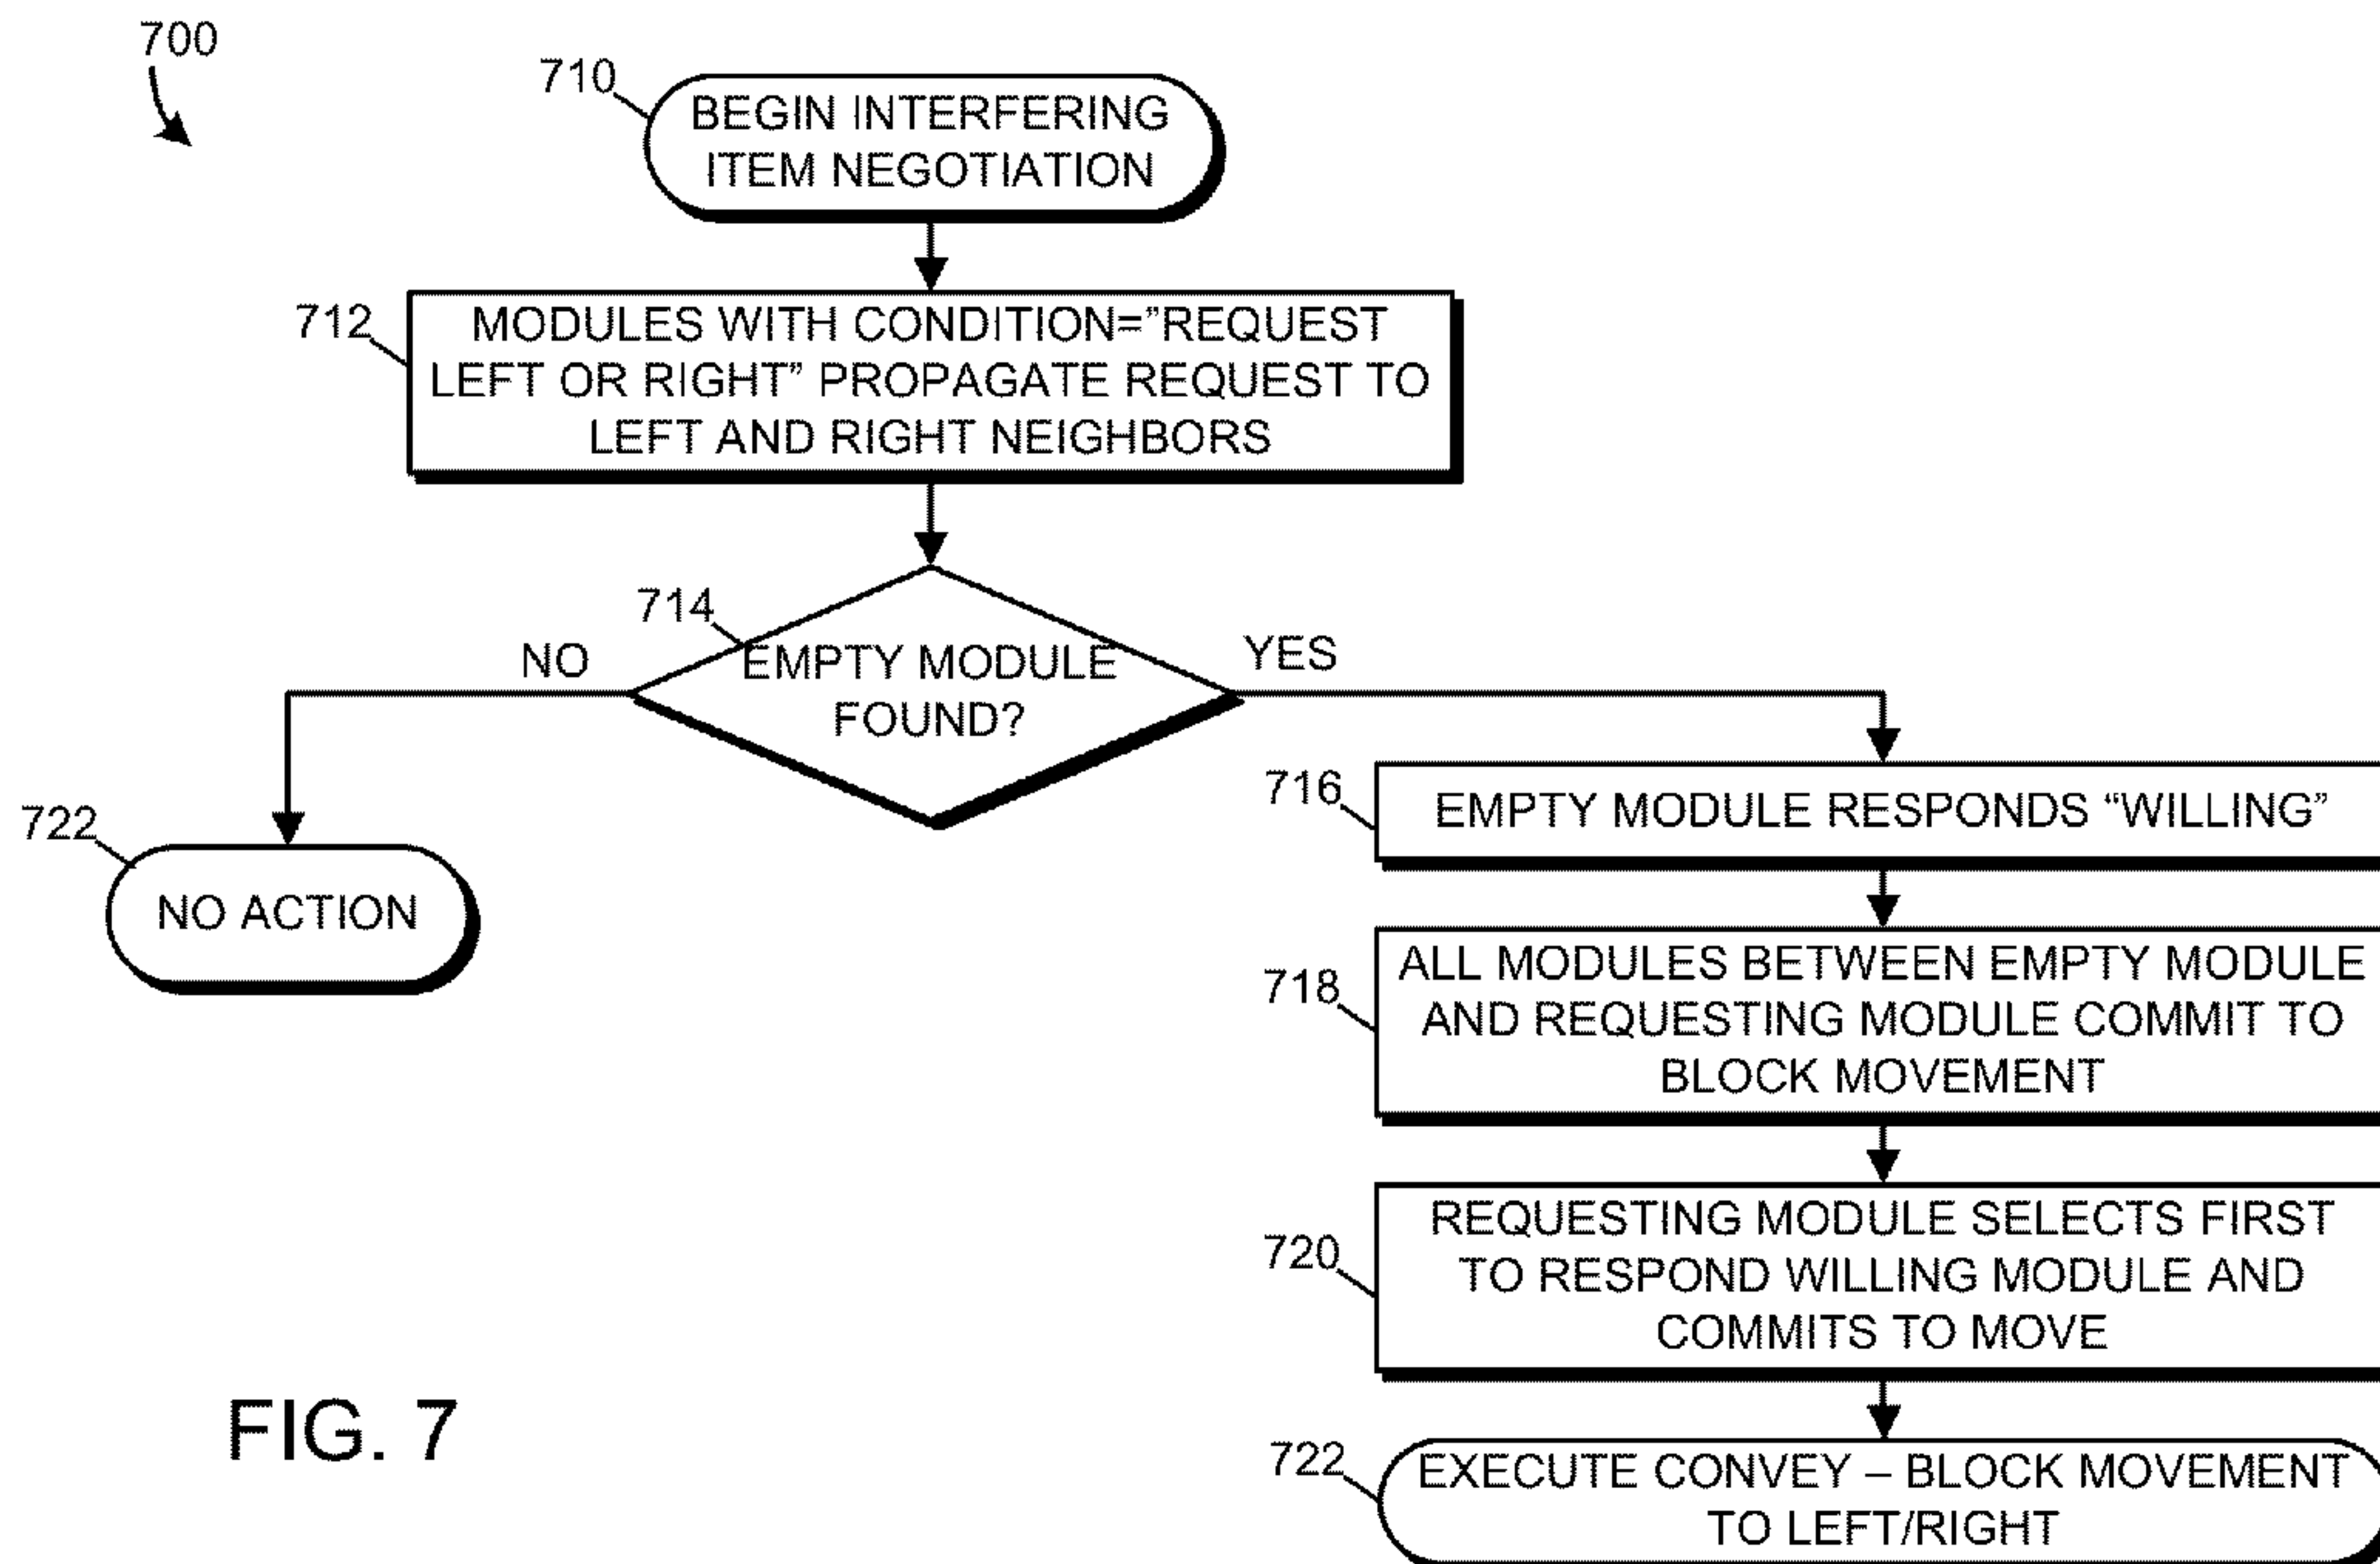 700
710
BEGIN INTERFERING
ITEM NEGOTIATION
712
MODULES WITH CONDITION=”REQUEST
LEFT OR RIGHT” PROPAGATE REQUEST TO
LEFT AND RIGHT NEIGHBORS
714
EMPTY MODULE
FOUND?
NO
YES
722
NO ACTION
716
EMPTY MODULE RESPONDS “WILLING”
718
ALL MODULES BETWEEN EMPTY MODULE
AND REQUESTING MODULE COMMIT TO
BLOCK MOVEMENT
720
REQUESTING MODULE SELECTS FIRST
TO RESPOND WILLING MODULE AND
COMMITS TO MOVE
722
EXECUTE CONVEY – BLOCK MOVEMENT
TO LEFT/RIGHT
FIG. 7